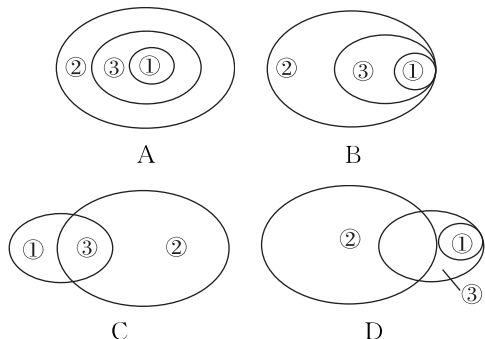 ② ③ ① ② ③ ①
A B
① ③ ② ② ①
③
C D